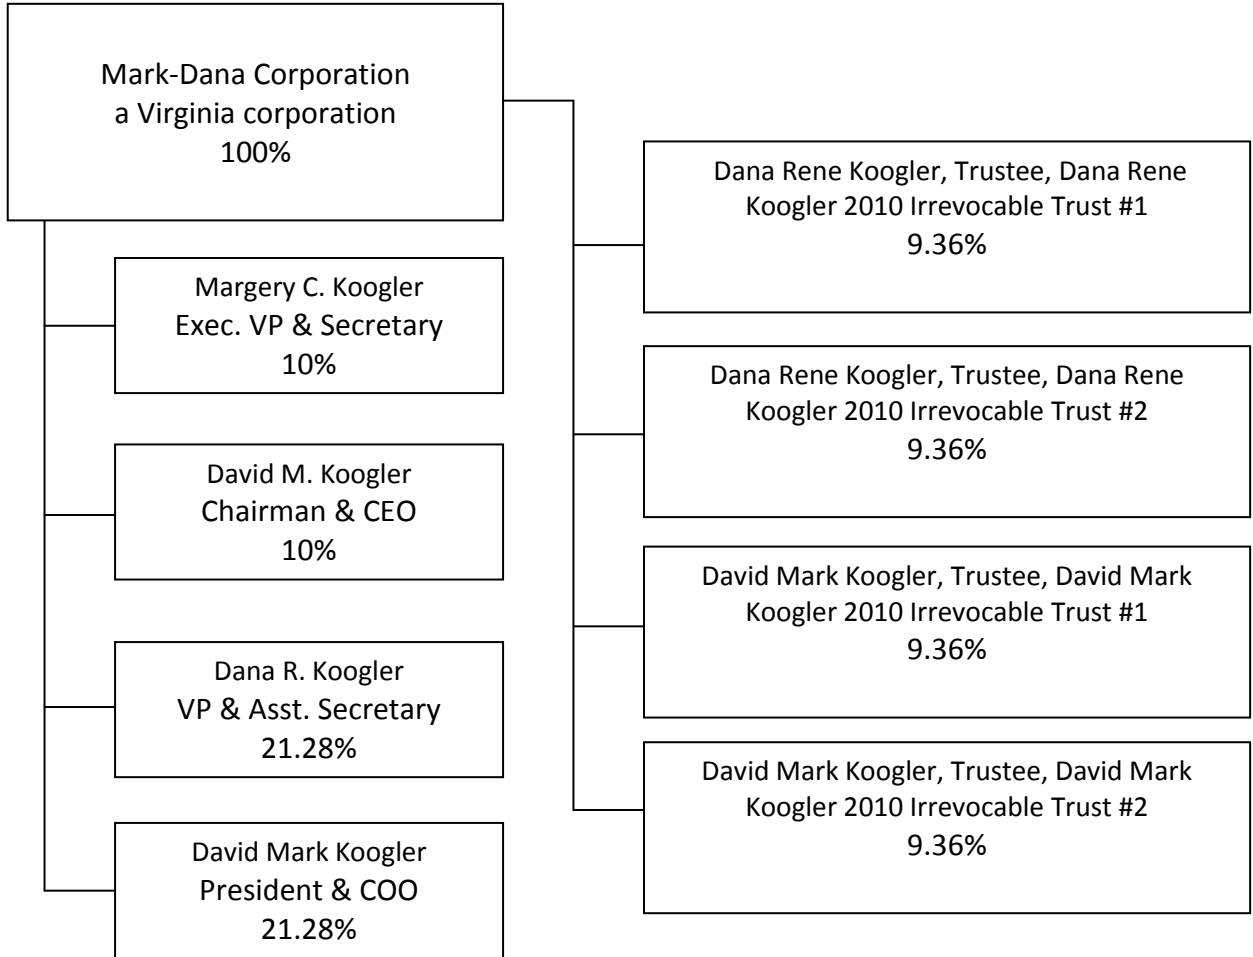 Mark-Dana Corporation
a Virginia corporation
100%
Margery C. Koogler
Exec. VP & Secretary
10%
David M. Koogler
Chairman & CEO
10%
Dana R. Koogler
VP & Asst. Secretary
21.28%
David Mark Koogler
President & COO
21.28%
Dana Rene Koogler, Trustee, Dana Rene
Koogler 2010 Irrevocable Trust #1
9.36%
Dana Rene Koogler, Trustee, Dana Rene
Koogler 2010 Irrevocable Trust #2
9.36%
David Mark Koogler, Trustee, David Mark
Koogler 2010 Irrevocable Trust #1
9.36%
David Mark Koogler, Trustee, David Mark
Koogler 2010 Irrevocable Trust #2
9.36%